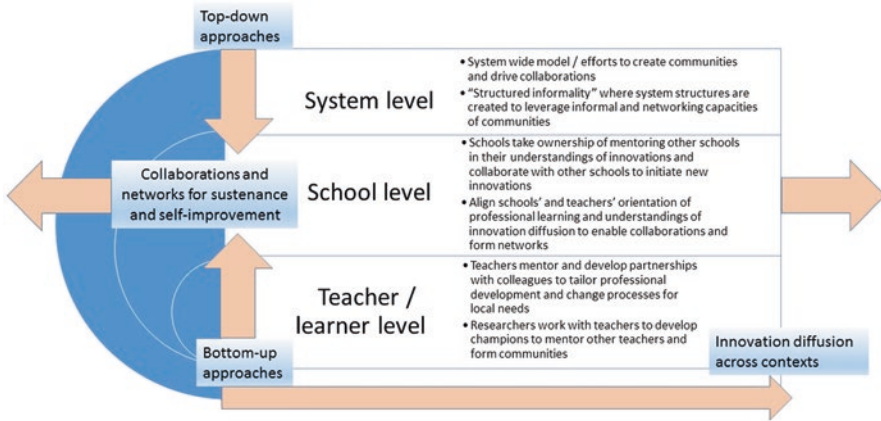 Top-down
approaches
System level
• System wide model / efforts to create communities
and drive collaborations
• “Structured informality” where system structures are
created to leverage informal and networking capacities
of communities
Collaborations and
networks for sustenance
and self-improvement
School level
• Schools take ownership of mentoring other schools
in their understandings of innovations and
collaborate with other schools to initiate new
innovations
• Align schools’ and teachers’ orientation of
professional learning and understandings of
innovation diffusion to enable collaborations and
form networks
Teacher /
learner level
• Teachers mentor and develop partnerships
with colleagues to tailor professional
development and change processes for
local needs
• Researchers work with teachers to develop
champions to mentor other teachers and
form communities
Bottom-up
approaches
Innovation diffusion
across contexts